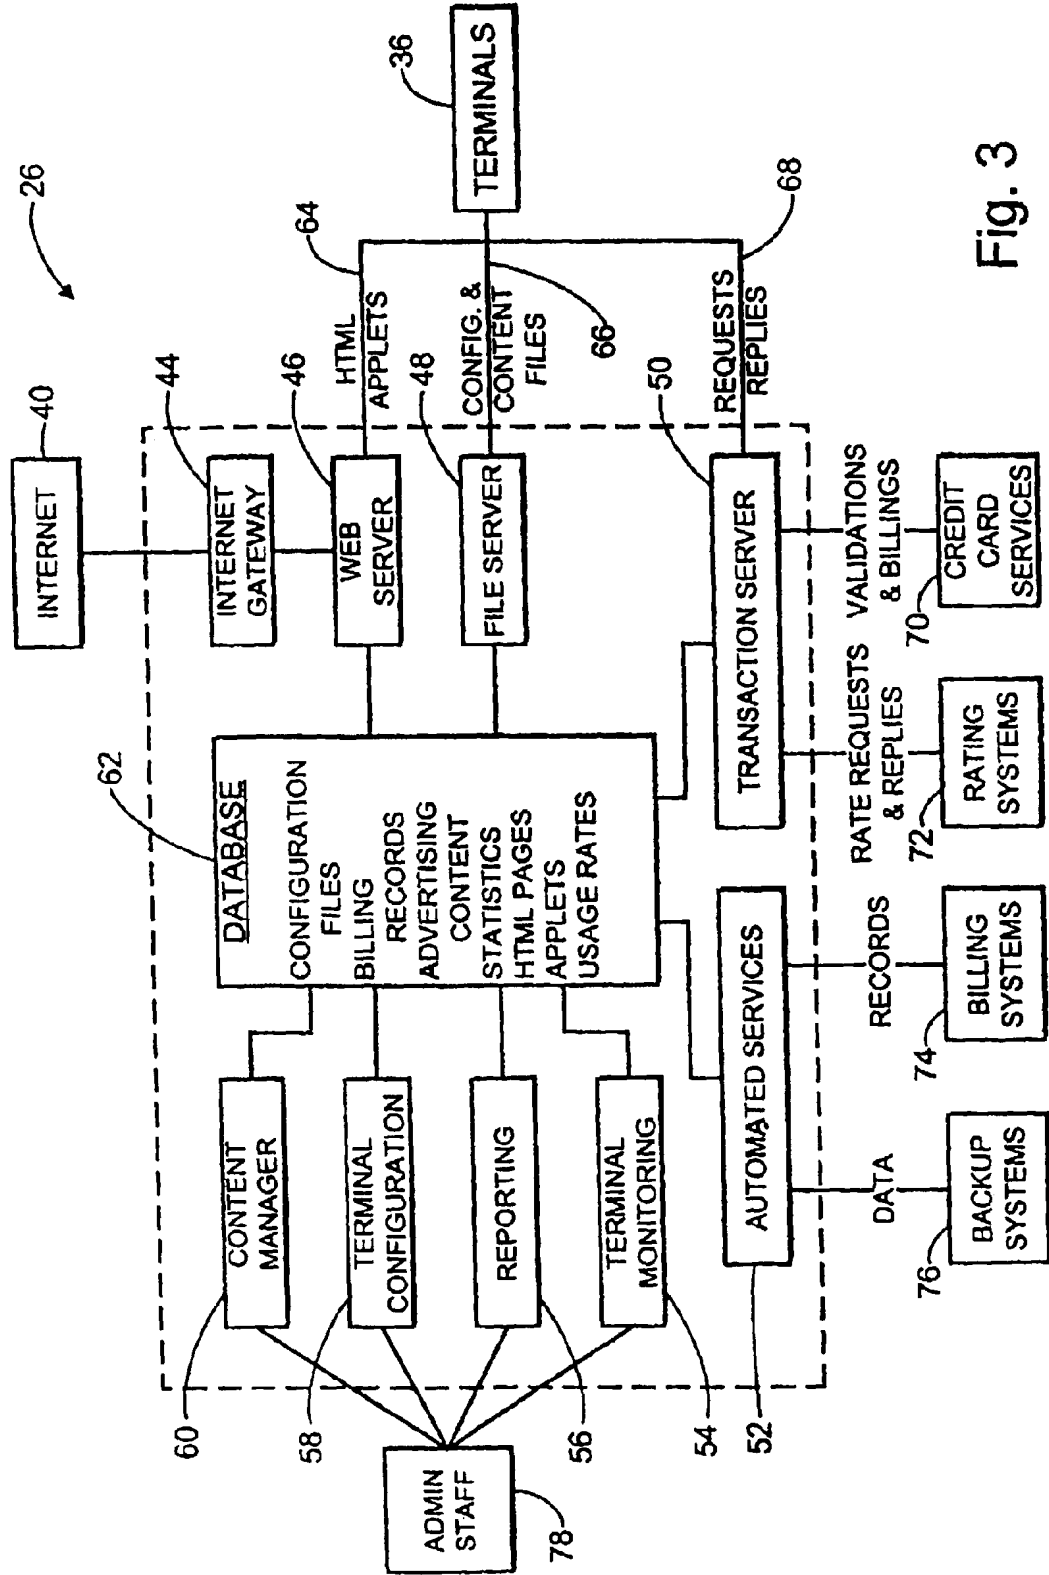 26
40
INTERNET
44
INTERNET
GATEWAY
46
WEB
SERVER
48
FILE SERVER
64
HTML
APPLETS
CONFIG. &
CONTENT
FILES
66
36
TERMINALS
REQUESTS
REPLIES
68
62
DATABASE
CONFIGURATION
FILES
BILLING
RECORDS
ADVERTISING
CONTENT
STATISTICS
HTML PAGES
APPLETS
USAGE RATES
60
CONTENT
MANAGER
58
TERMINAL
CONFIGURATION
56
REPORTING
54
TERMINAL
MONITORING
78
ADMIN
STAFF
52
AUTOMATED SERVICES
50
TRANSACTION SERVER
DATA
76
BACKUP
SYSTEMS
RECORDS
74
BILLING
SYSTEMS
RATE REQUESTS
& REPLIES
72
RATING
SYSTEMS
VALIDATIONS
& BILLINGS
70
CREDIT
CARD
SERVICES
Fig. 3